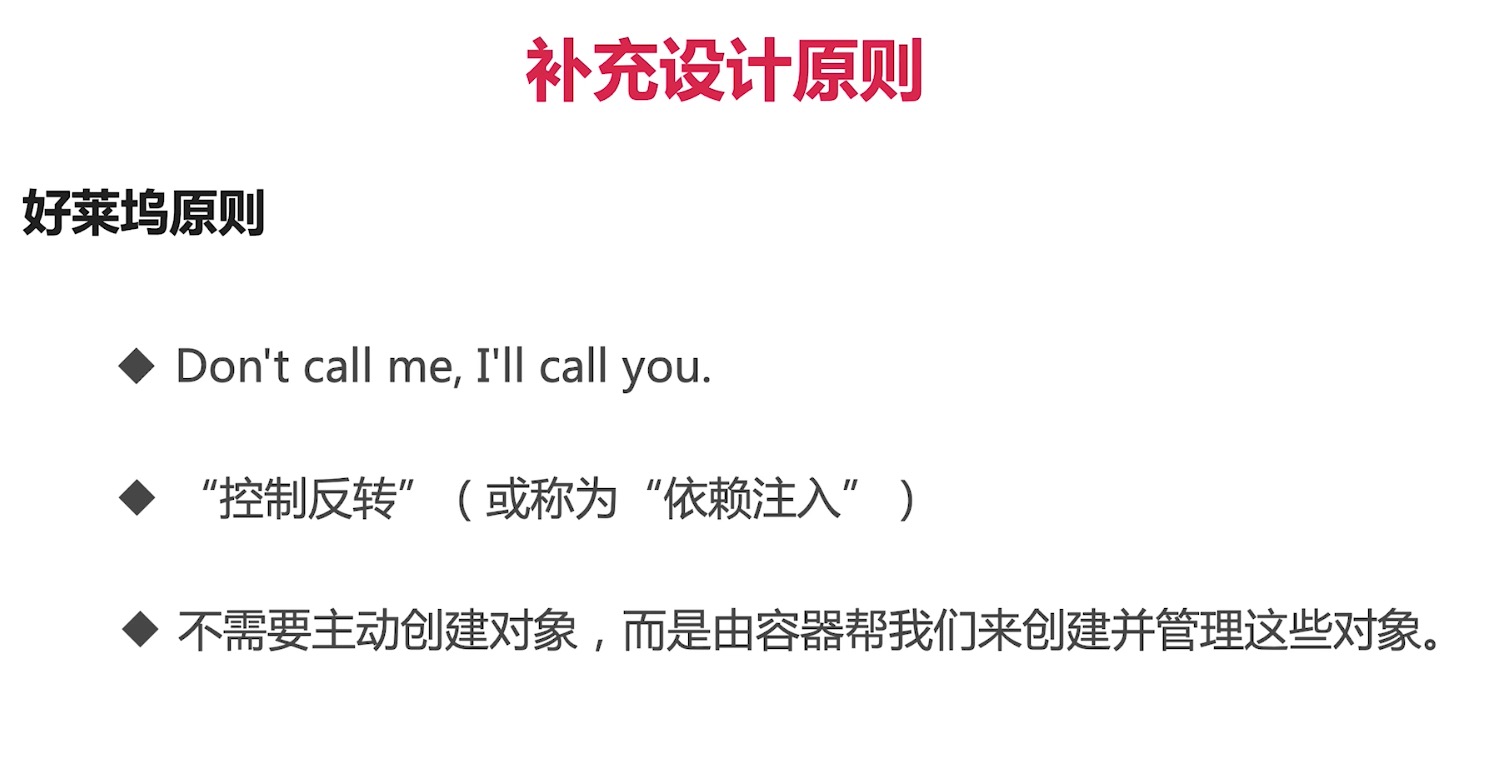 补充设计原则
好莱坞原则
◆ Don't call me, I'll call you.
◆ “控制反转”（或称为“依赖注入”）
◆ 不需要主动创建对象，而是由容器帮我们来创建并管理这些对象。